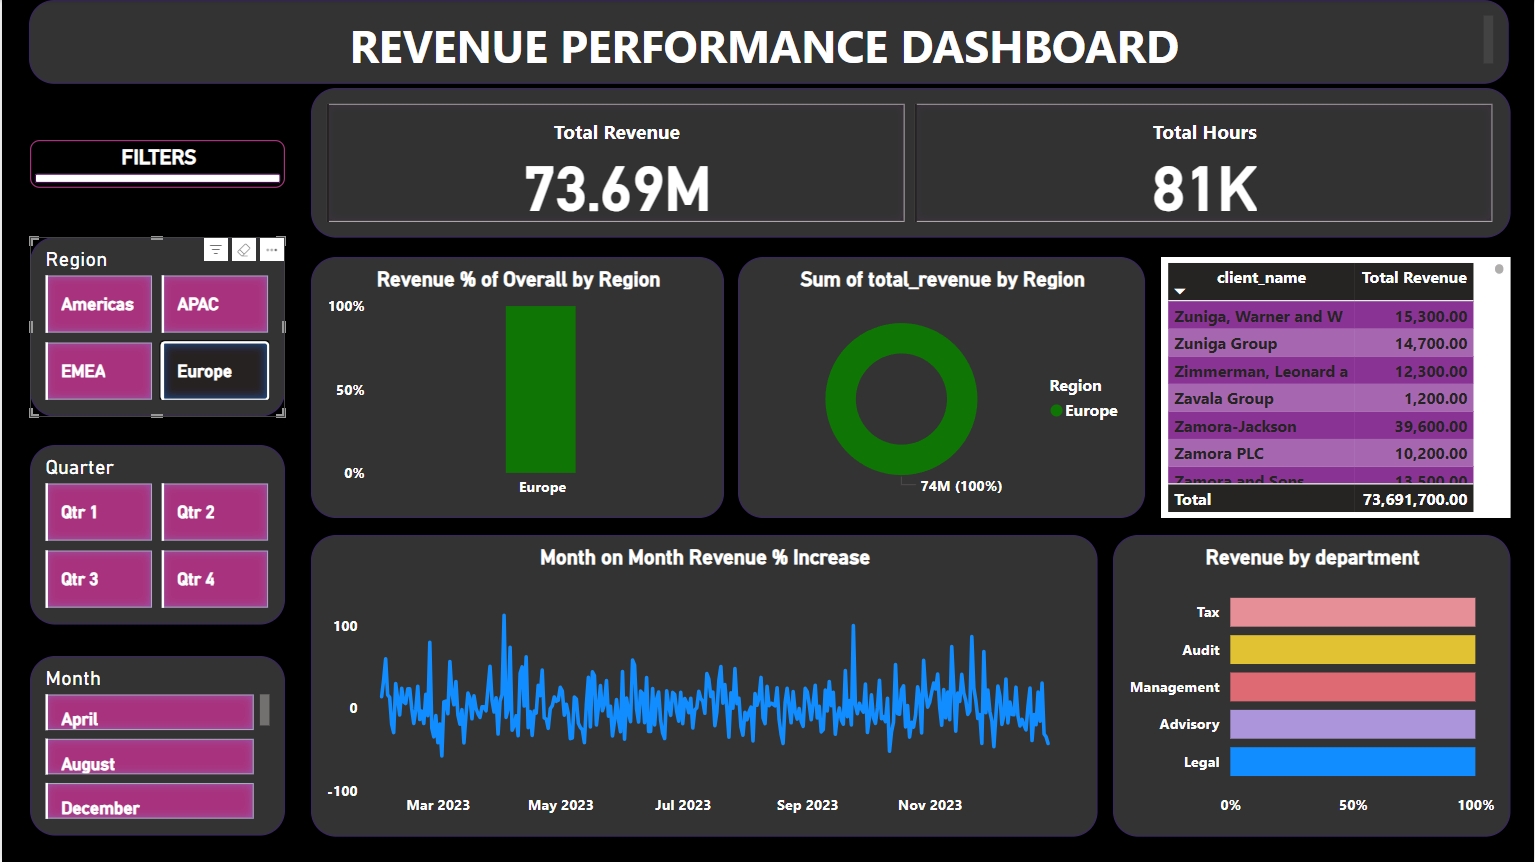 REVENUE PERFORMANCE DASHBOARD
FILTERS
Total Revenue
73.69M
Total Hours
81K
Region
Americas
APAC
EMEA
Europe
Quarter
Qtr 1
Qtr 2
Qtr 3
Qtr 4
Month
April
August
December
Revenue % of Overall by Region
100%
50%
0%
Europe
Sum of total_revenue by Region
Region
Europe
74M (100%)
client_name Total Revenue
Zuniga, Warner and W 15,300.00
Zuniga Group 14,700.00
Zimmerman, Leonard a 12,300.00
Zavala Group 1,200.00
Zamora-Jackson 39,600.00
Zamora PLC 10,200.00
Zamora and Sons 13,500.00
Total 73,691,700.00
Month on Month Revenue % Increase
100
0
-100
Mar 2023 May 2023 Jul 2023 Sep 2023 Nov 2023
Revenue by department
Tax
Audit
Management
Advisory
Legal
0% 50% 100%